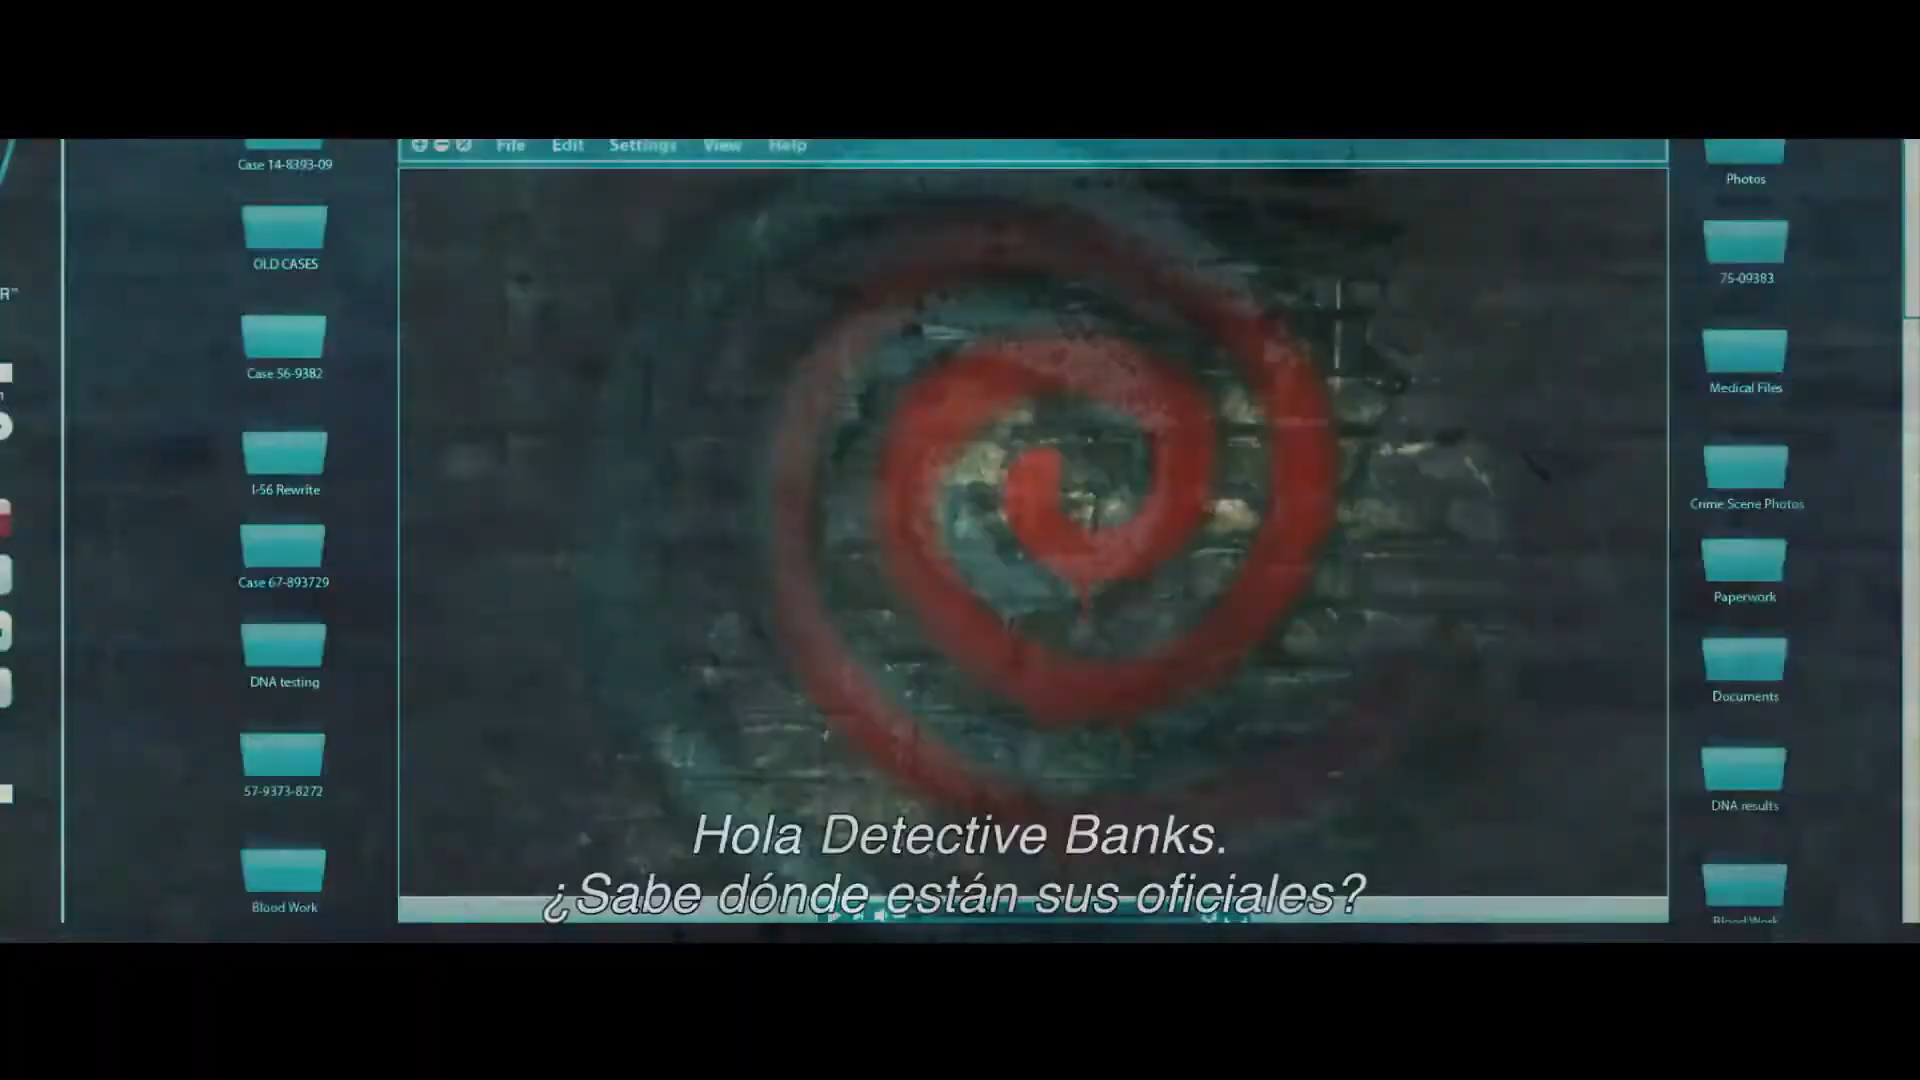 File Edit Settings View Help
Case 14-8393-09
OLD CASES
Case 56-9382
I-56 Rewrite
Case 67-893729
DNA testing
57-9373-8272
Blood Work
R"
Photos
75-09383
Medical Files
Crime Scene Photos
Paperwork
Documents
DNA results
Blood Work
Hola Detective Banks.
¿Sabe dónde están sus oficiales?